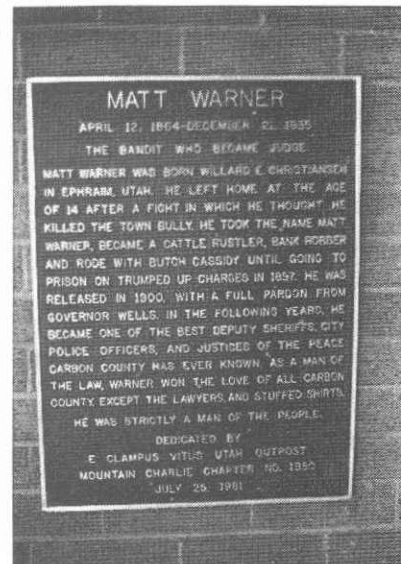 MATT WARNER
APRIL 12, 1864-DECEMBER 21, 1935
THE BANDIT WHO BECAME JUDGE
MATT WARNER WAS BORN WILLARD E. CHRISTIANSEN
IN EPHRAIM, UTAH. HE LEFT HOME AT THE AGE
OF 14 AFTER A FIGHT IN WHICH HE THOUGHT HE
KILLED THE TOWN BULLY. HE TOOK THE NAME MATT
WARNER, BECAME A CATTLE RUSTLER, BANK ROBBER
AND RODE WITH BUTCH CASSIDY UNTIL GOING TO
PRISON ON TRUMPED UP CHARGES IN 1897. HE WAS
RELEASED IN 1900, WITH A FULL PARDON FROM
GOVERNOR WELLS. IN THE FOLLOWING YEARS, HE
BECAME ONE OF THE BEST DEPUTY SHERIFFS, CITY
POLICE OFFICERS, AND JUSTICES OF THE PEACE
CARBON COUNTY HAS EVER KNOWN. AS A MAN OF
THE LAW, WARNER WON THE LOVE OF ALL CARBON
COUNTY, EXCEPT THE LAWYERS AND STUFFED SHIRTS.
HE WAS STRICTLY A MAN OF THE PEOPLE.
DEDICATED BY
E CLAMPUS VITUS UTAH OUTPOST
MOUNTAIN CHARLIE CHAPTER NO. 1850
JULY 25, 1981